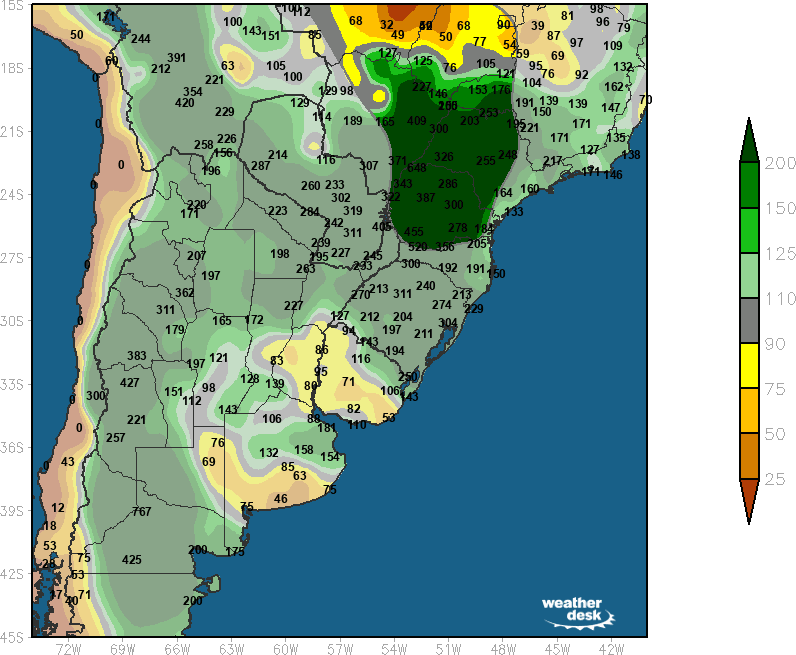 15S 171 100 100 112 68 32 49 52 50 68 90 39 81 98 96 79
50 244 143 151 85 77 54 87 97 109
60 391 63 105 127 125 76 105 59 69
18S 212 221 100 121 95 76 92 132
0 354 129 98 227 146 153 176 104 162
420 229 129 191 139 139 147 70
0 114 189 165 409 203 253 195 150
21S 226 300 221 171 171 135
258 156 214 116 371 326 255 248 127 138
0 196 287 307 648 217 171 146
0 260 233 343 286 164 160
24S 220 302 322 387 300
171 223 284 319 133
242 311 405 455 278 184
239 520 356 205
27S 207 198 195 227 245 233 300 192 191 150
0 197 263
362 270 213 311 240 213
311 227 274 229
30S 0 179 165 172 127 212 204 304
94 197 211
383 197 121 83 86 143 116 194
33S 427 98 128 139 95 80 71 250
0 300 151 112 106 143
221 143 106 88 82 53
0 257 181 110
36S 76 158 154
0 43 69 132 85 63 75
12 767 75 46
39S
18
53 75 425 200 175
28
42S 53
17 40 71 200
45S
72W 69W 66W 63W 60W 57W 54W 51W 48W 45W 42W
weather
desk
200
150
125
110
90
75
50
25